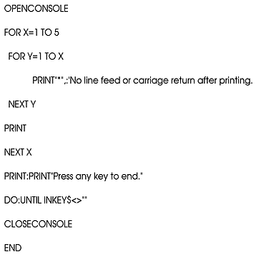 OPENCONSOLE
FOR X=1 TO 5
FOR Y=1 TO X
PRINT"*",;:'No line feed or carriage return after printing.
NEXT Y
PRINT
NEXT X
PRINT:PRINT"Press any key to end."
DO:UNTIL INKEY$<>""
CLOSECONSOLE
END